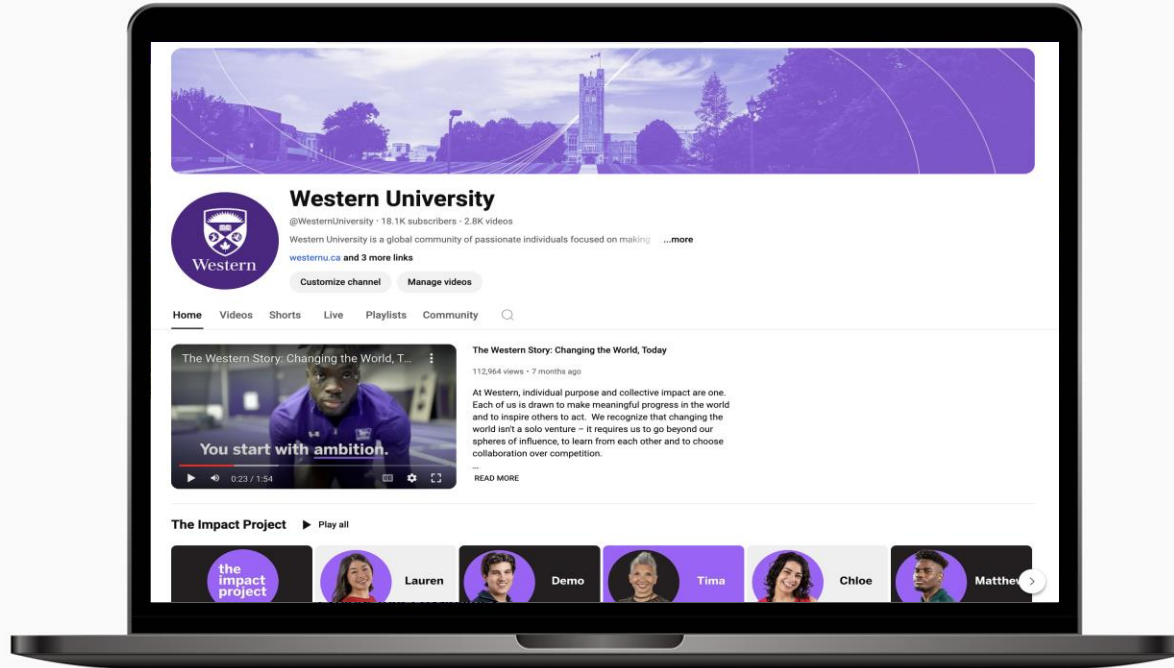 Western
Western University
@WesternUniversity · 18.1K subscribers · 2.8K videos
Western University is a global community of passionate individuals focused on making ...more
westernu.ca and 3 more links
Customize channel Manage videos
Home Videos Shorts Live Playlists Community
The Western Story: Changing the World, T...
You start with ambition.
0:23 / 1:54
The Western Story: Changing the World, Today
112,964 views · 7 months ago
At Western, individual purpose and collective impact are one.
Each of us is drawn to make meaningful progress in the world
and to inspire others to act. We recognize that changing the
world isn't a solo venture – it requires us to go beyond our
spheres of influence, to learn from each other and to choose
collaboration over competition.
...
READ MORE
The Impact Project Play all
the
impact
project
Lauren
Demo
Tima
Chloe
Matthew